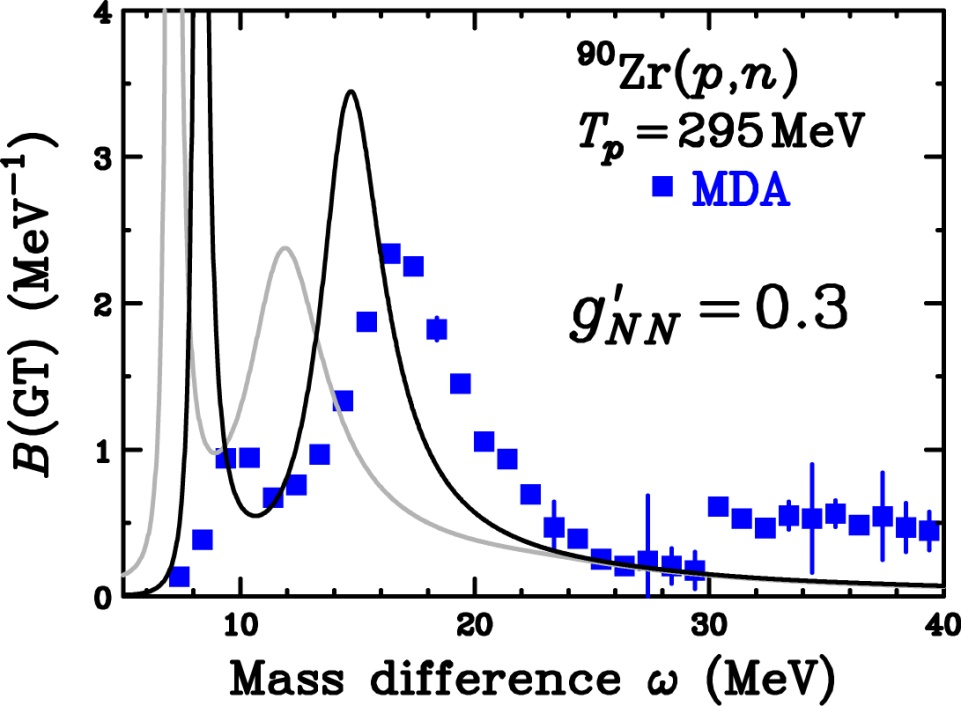 ⁹⁰Zr(p,n)
Tₚ = 295 MeV
MDA
g′NN = 0.3
B(GT) (MeV⁻¹)
4
3
2
1
0
10 20 30 40
Mass difference ω (MeV)